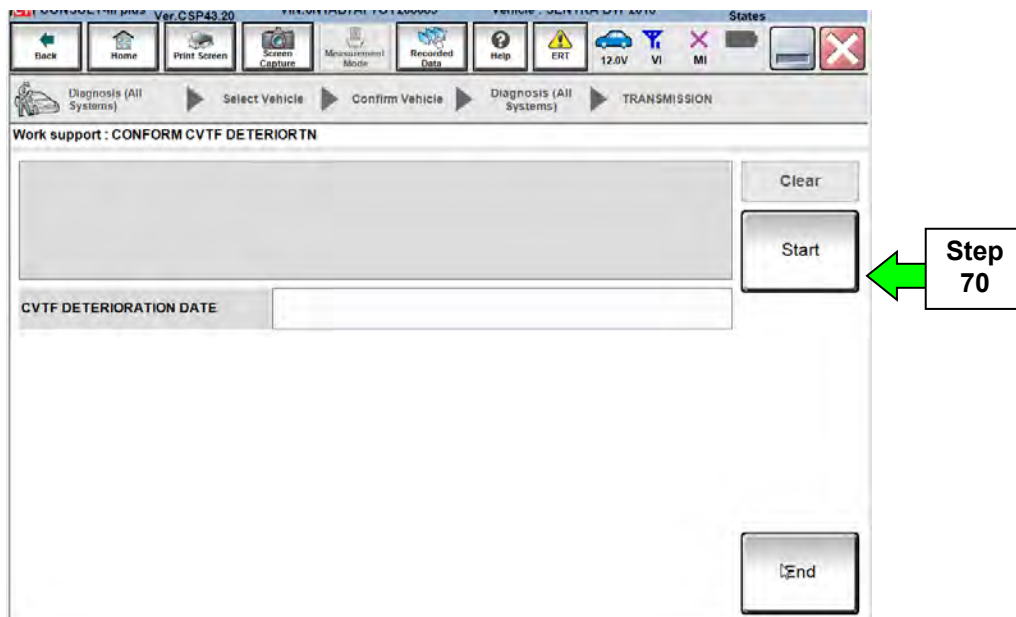 Ver.CSP43.20
States
Back
Home
Print Screen
Screen Capture
Measurement Mode
Recorded Data
Help
ERT
12.0V
VI
MI
Diagnosis (All Systems)
Select Vehicle
Confirm Vehicle
Diagnosis (All Systems)
TRANSMISSION
Work support : CONFORM CVTF DETERIORTN
Clear
Start
Step
70
CVTF DETERIORATION DATE
End